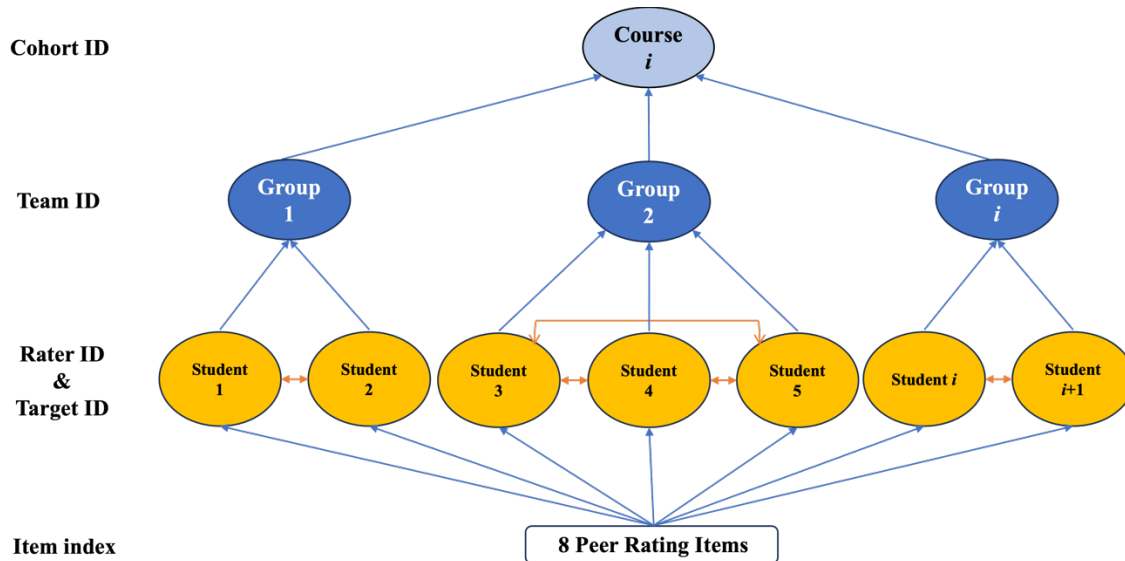 Cohort ID
Course
i
Team ID
Group
1
Group
2
Group
i
Rater ID
&
Target ID
Student
1
Student
2
Student
3
Student
4
Student
5
Student i
Student
i+1
Item index
8 Peer Rating Items